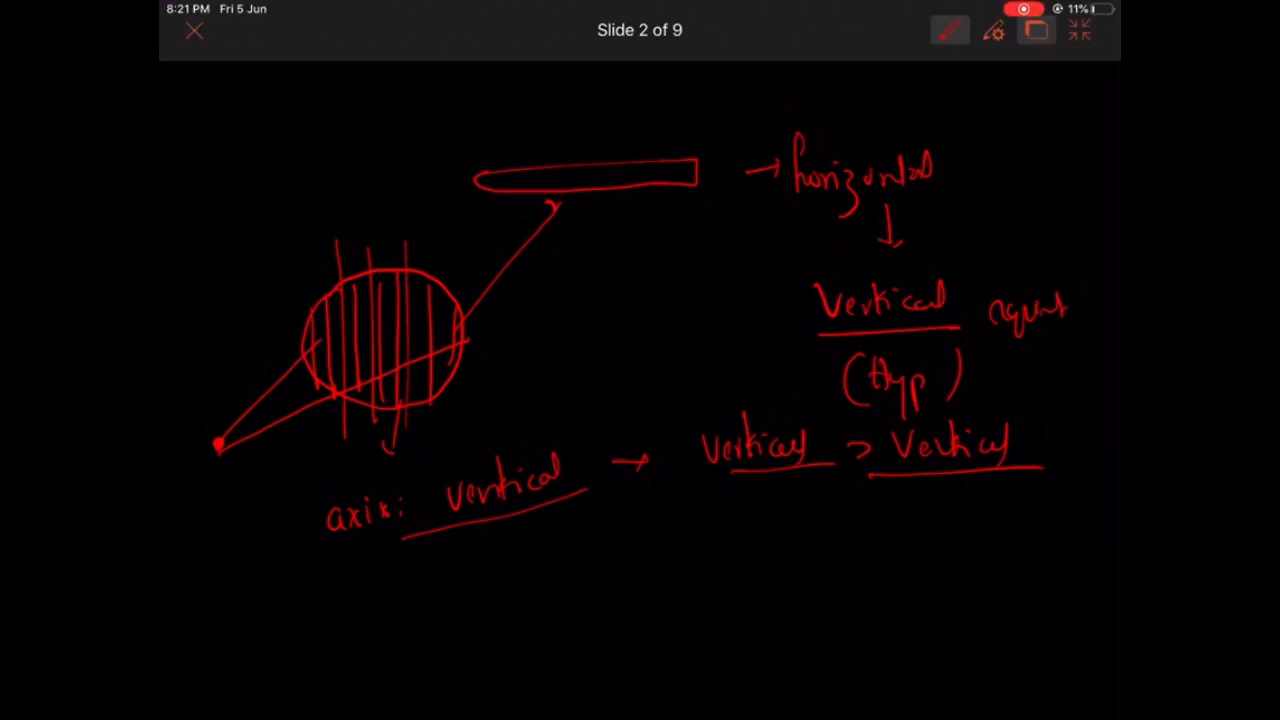 8:21 PM Fri 5 Jun
11%
Slide 2 of 9
→ horizontal
↓
Vertical
(Hyp)
axis: vertical → vertical > vertical